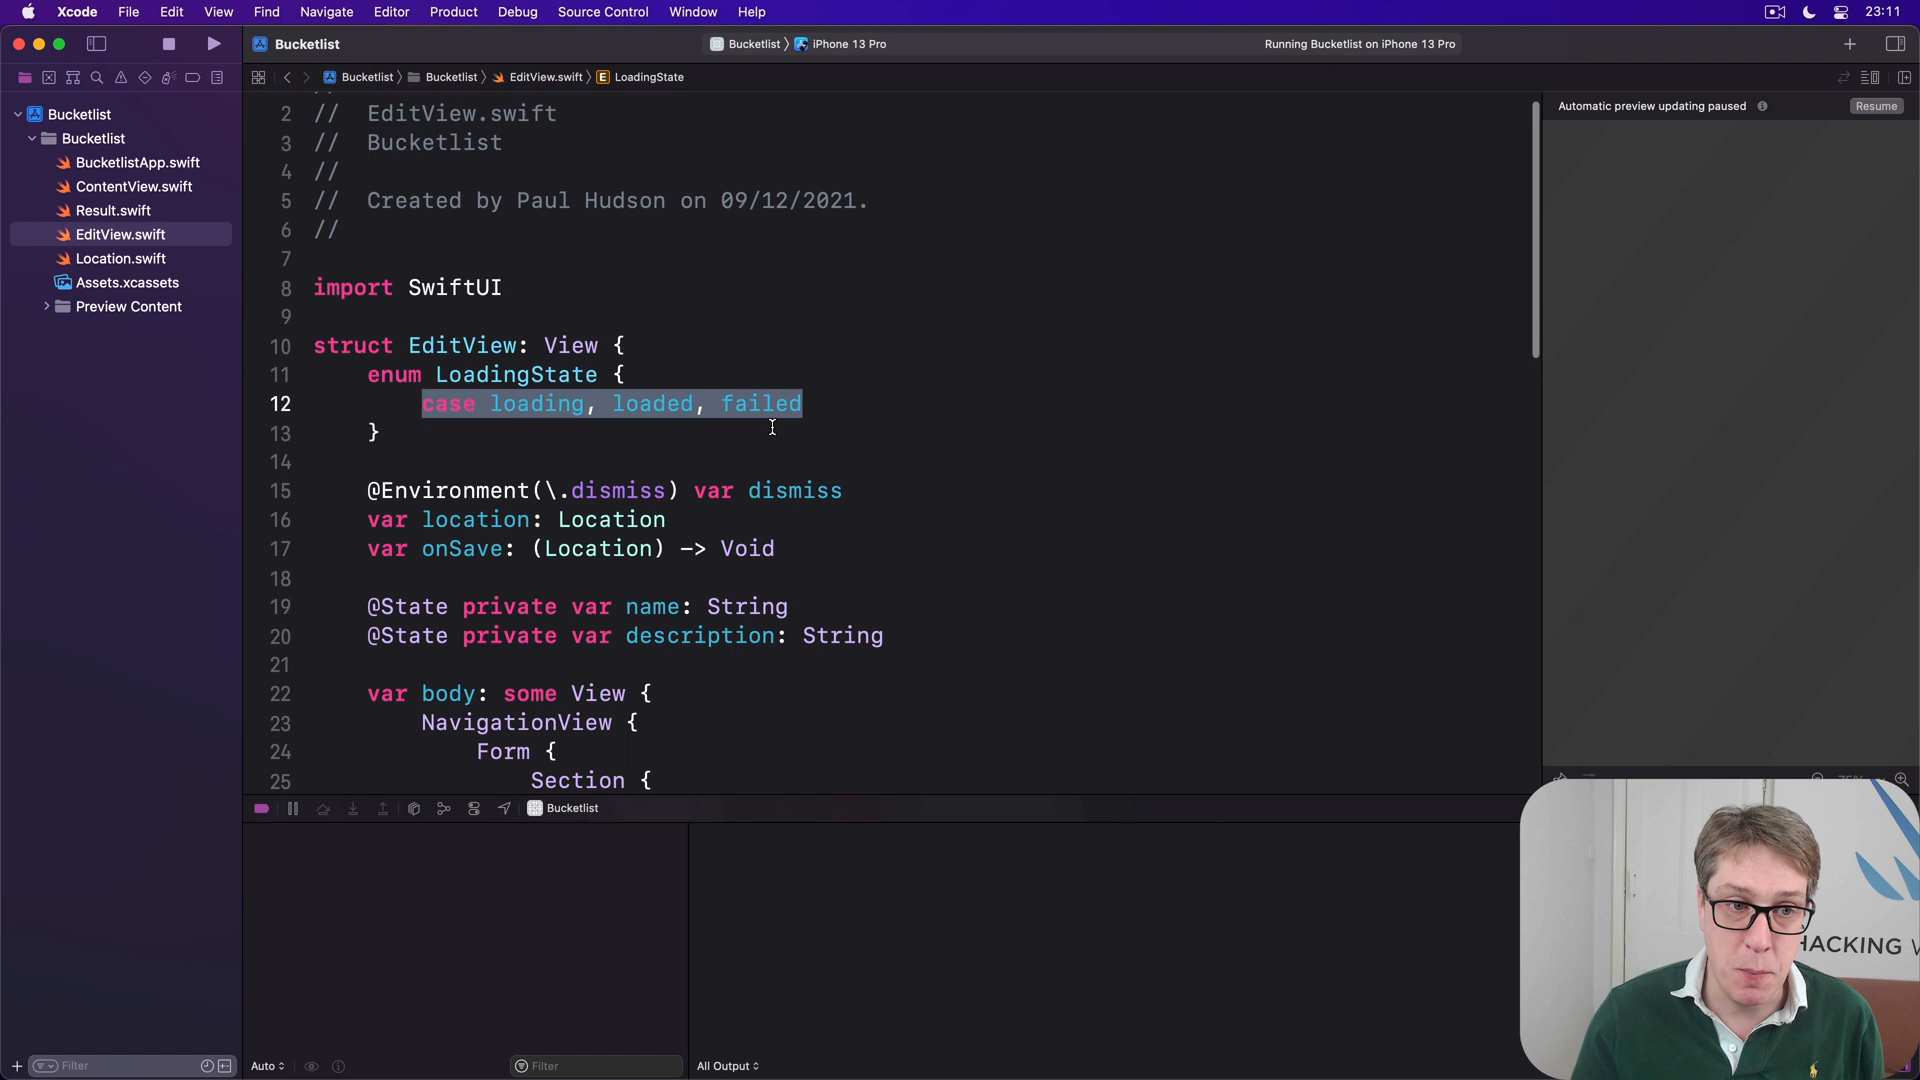 Xcode File Edit View Find Navigate Editor Product Debug Source Control Window Help 23:11
Bucketlist Bucketlist 〉 iPhone 13 Pro Running Bucketlist on iPhone 13 Pro
Bucketlist 〉 Bucketlist 〉 EditView.swift 〉 E LoadingState
Automatic preview updating paused Resume
Bucketlist
Bucketlist
BucketlistApp.swift
ContentView.swift
Result.swift
EditView.swift
Location.swift
Assets.xcassets
Preview Content
2 // EditView.swift
3 // Bucketlist
4 //
5 // Created by Paul Hudson on 09/12/2021.
6 //
7
8 import SwiftUI
9
10 struct EditView: View {
11 enum LoadingState {
12 case loading, loaded, failed
13 }
14
15 @Environment(\.dismiss) var dismiss
16 var location: Location
17 var onSave: (Location) -> Void
18
19 @State private var name: String
20 @State private var description: String
21
22 var body: some View {
23 NavigationView {
24 Form {
25 Section {
Bucketlist
HACKING
Filter
Auto
Filter
All Output